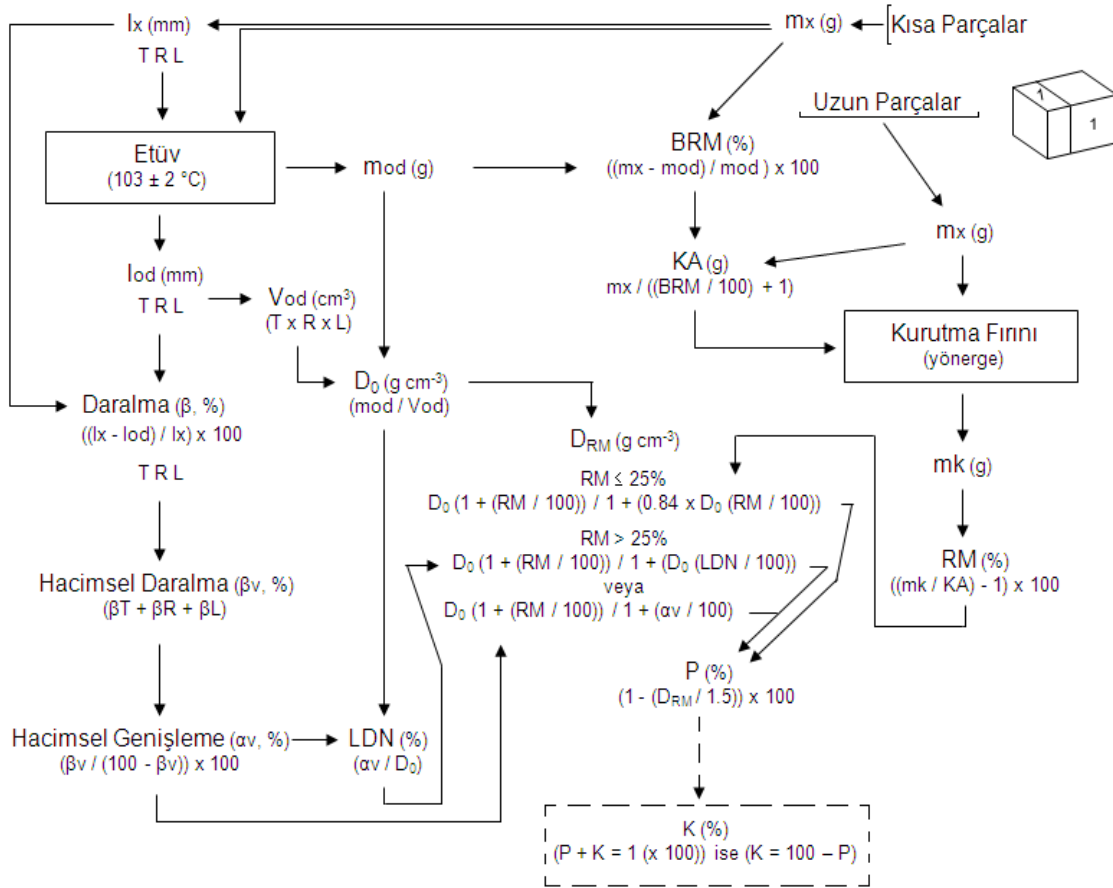 lx (mm)
T R L
mx (g)
Kısa Parçalar
Uzun Parçalar
1
1
Etüv
(103 ± 2 °C)
mod (g)
BRM (%)
((mx - mod) / mod ) x 100
mx (g)
KA (g)
mx / ((BRM / 100) + 1)
lod (mm)
T R L
Vod (cm³)
(T x R x L)
Kurutma Fırını
(yönerge)
D₀ (g cm⁻³)
(mod / Vod)
Daralma (β, %)
((lx - lod) / lx) x 100
T R L
DRM (g cm⁻³)
RM ≤ 25%
D₀ (1 + (RM / 100)) / 1 + (0.84 x D₀ (RM / 100))
RM > 25%
D₀ (1 + (RM / 100)) / 1 + (D₀ (LDN / 100))
veya
D₀ (1 + (RM / 100)) / 1 + (αv / 100)
mk (g)
RM (%)
((mk / KA) - 1) x 100
Hacimsel Daralma (βv, %)
(βT + βR + βL)
P (%)
(1 - (DRM / 1.5)) x 100
Hacimsel Genişleme (αv, %)
(βv / (100 - βv)) x 100
LDN (%)
(αv / D₀)
K (%)
(P + K = 1 (x 100)) ise (K = 100 – P)